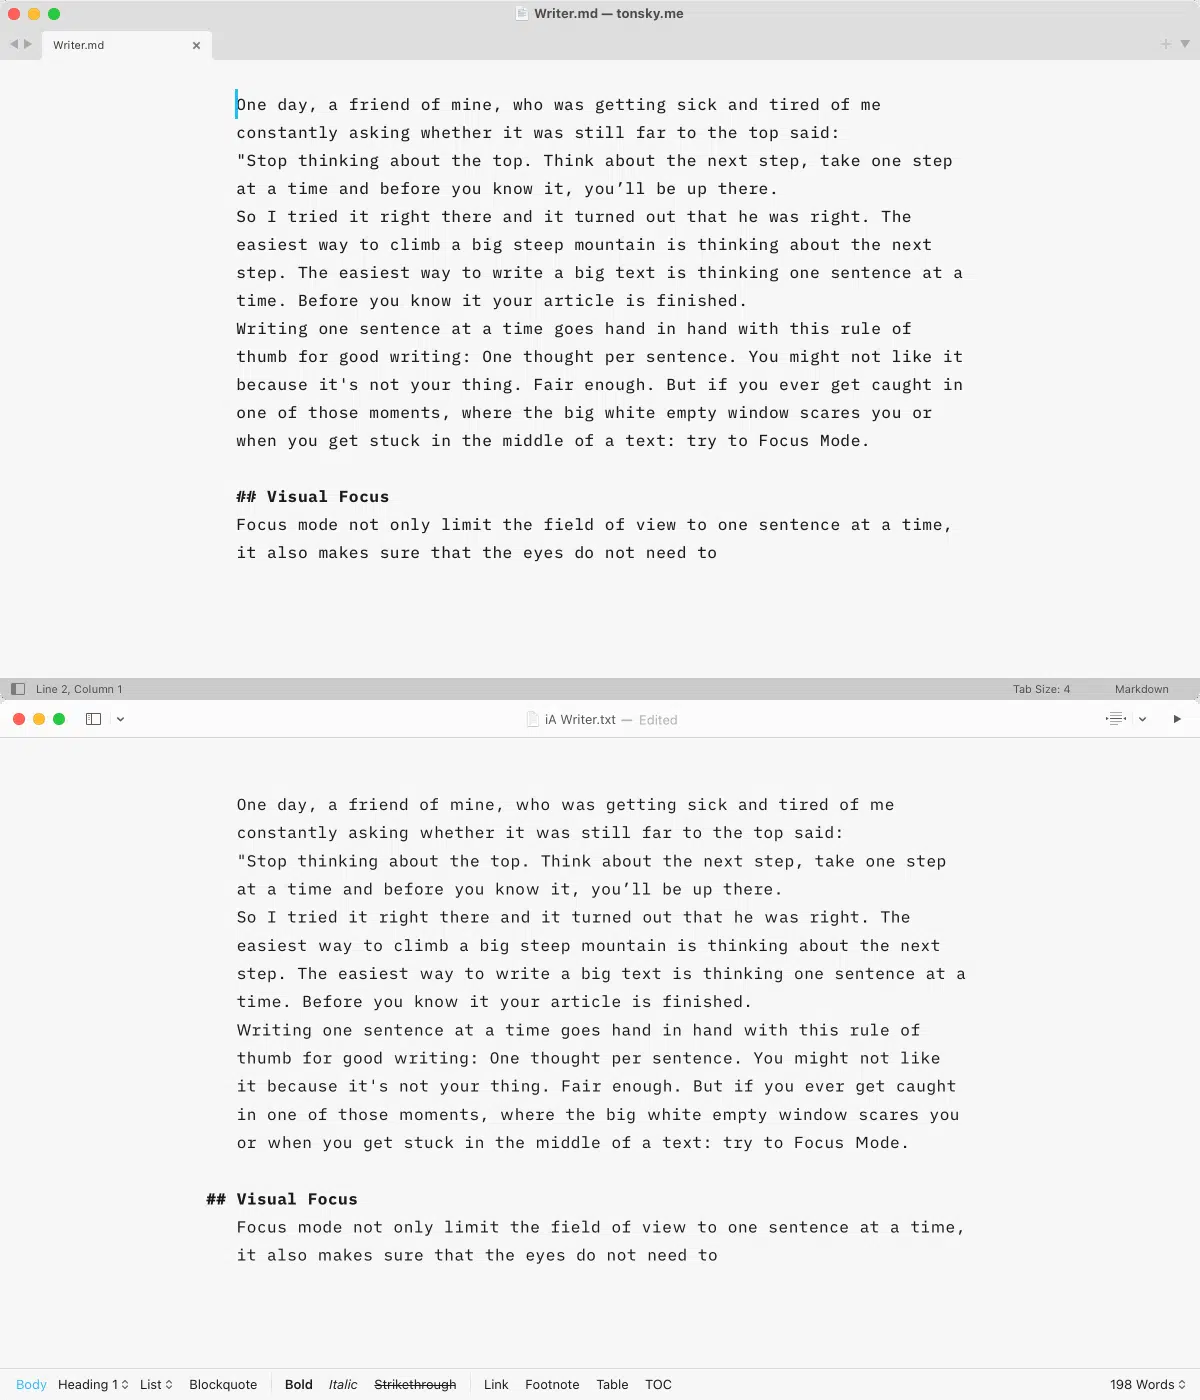 Writer.md — tonsky.me
Writer.md
One day, a friend of mine, who was getting sick and tired of me
constantly asking whether it was still far to the top said:
"Stop thinking about the top. Think about the next step, take one step
at a time and before you know it, you’ll be up there.
So I tried it right there and it turned out that he was right. The
easiest way to climb a big steep mountain is thinking about the next
step. The easiest way to write a big text is thinking one sentence at a
time. Before you know it your article is finished.
Writing one sentence at a time goes hand in hand with this rule of
thumb for good writing: One thought per sentence. You might not like it
because it's not your thing. Fair enough. But if you ever get caught in
one of those moments, where the big white empty window scares you or
when you get stuck in the middle of a text: try to Focus Mode.
## Visual Focus
Focus mode not only limit the field of view to one sentence at a time,
it also makes sure that the eyes do not need to
Line 2, Column 1 Tab Size: 4 Markdown
iA Writer.txt — Edited
One day, a friend of mine, who was getting sick and tired of me
constantly asking whether it was still far to the top said:
"Stop thinking about the top. Think about the next step, take one step
at a time and before you know it, you’ll be up there.
So I tried it right there and it turned out that he was right. The
easiest way to climb a big steep mountain is thinking about the next
step. The easiest way to write a big text is thinking one sentence at a
time. Before you know it your article is finished.
Writing one sentence at a time goes hand in hand with this rule of
thumb for good writing: One thought per sentence. You might not like
it because it's not your thing. Fair enough. But if you ever get caught
in one of those moments, where the big white empty window scares you
or when you get stuck in the middle of a text: try to Focus Mode.
## Visual Focus
Focus mode not only limit the field of view to one sentence at a time,
it also makes sure that the eyes do not need to
Body Heading 1 List Blockquote Bold Italic Strikethrough Link Footnote Table TOC 198 Words